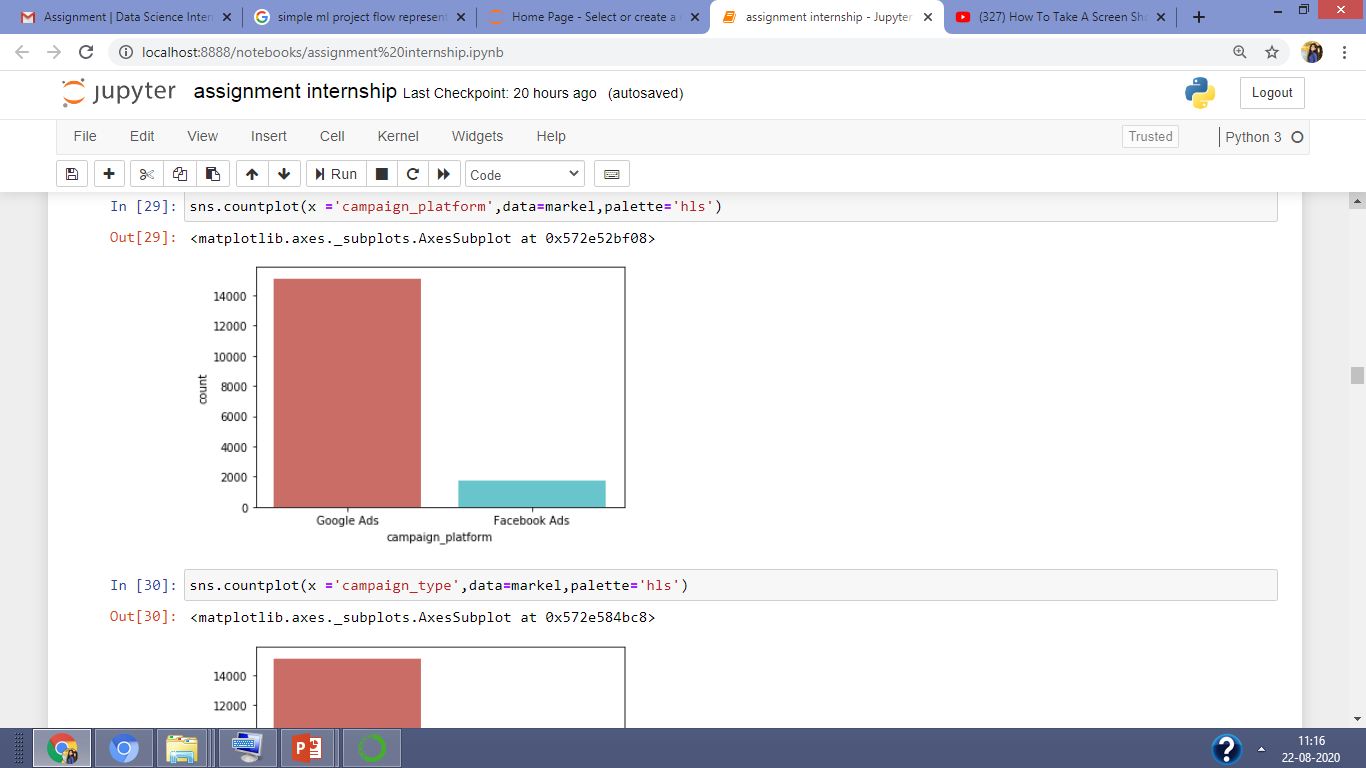 Assignment | Data Science Inter
simple ml project flow represent
Home Page - Select or create a
assignment internship - Jupyter
(327) How To Take A Screen Sh
localhost:8888/notebooks/assignment%20internship.ipynb
jupyter assignment internship Last Checkpoint: 20 hours ago (autosaved)
Logout
File Edit View Insert Cell Kernel Widgets Help
Trusted Python 3
Run Code
In [29]: sns.countplot(x ='campaign_platform',data=markel,palette='hls')
Out[29]: <matplotlib.axes._subplots.AxesSubplot at 0x572e52bf08>
14000
12000
10000
8000
6000
4000
2000
0
count
Google Ads Facebook Ads
campaign_platform
In [30]: sns.countplot(x ='campaign_type',data=markel,palette='hls')
Out[30]: <matplotlib.axes._subplots.AxesSubplot at 0x572e584bc8>
14000
12000
11:16
22-08-2020